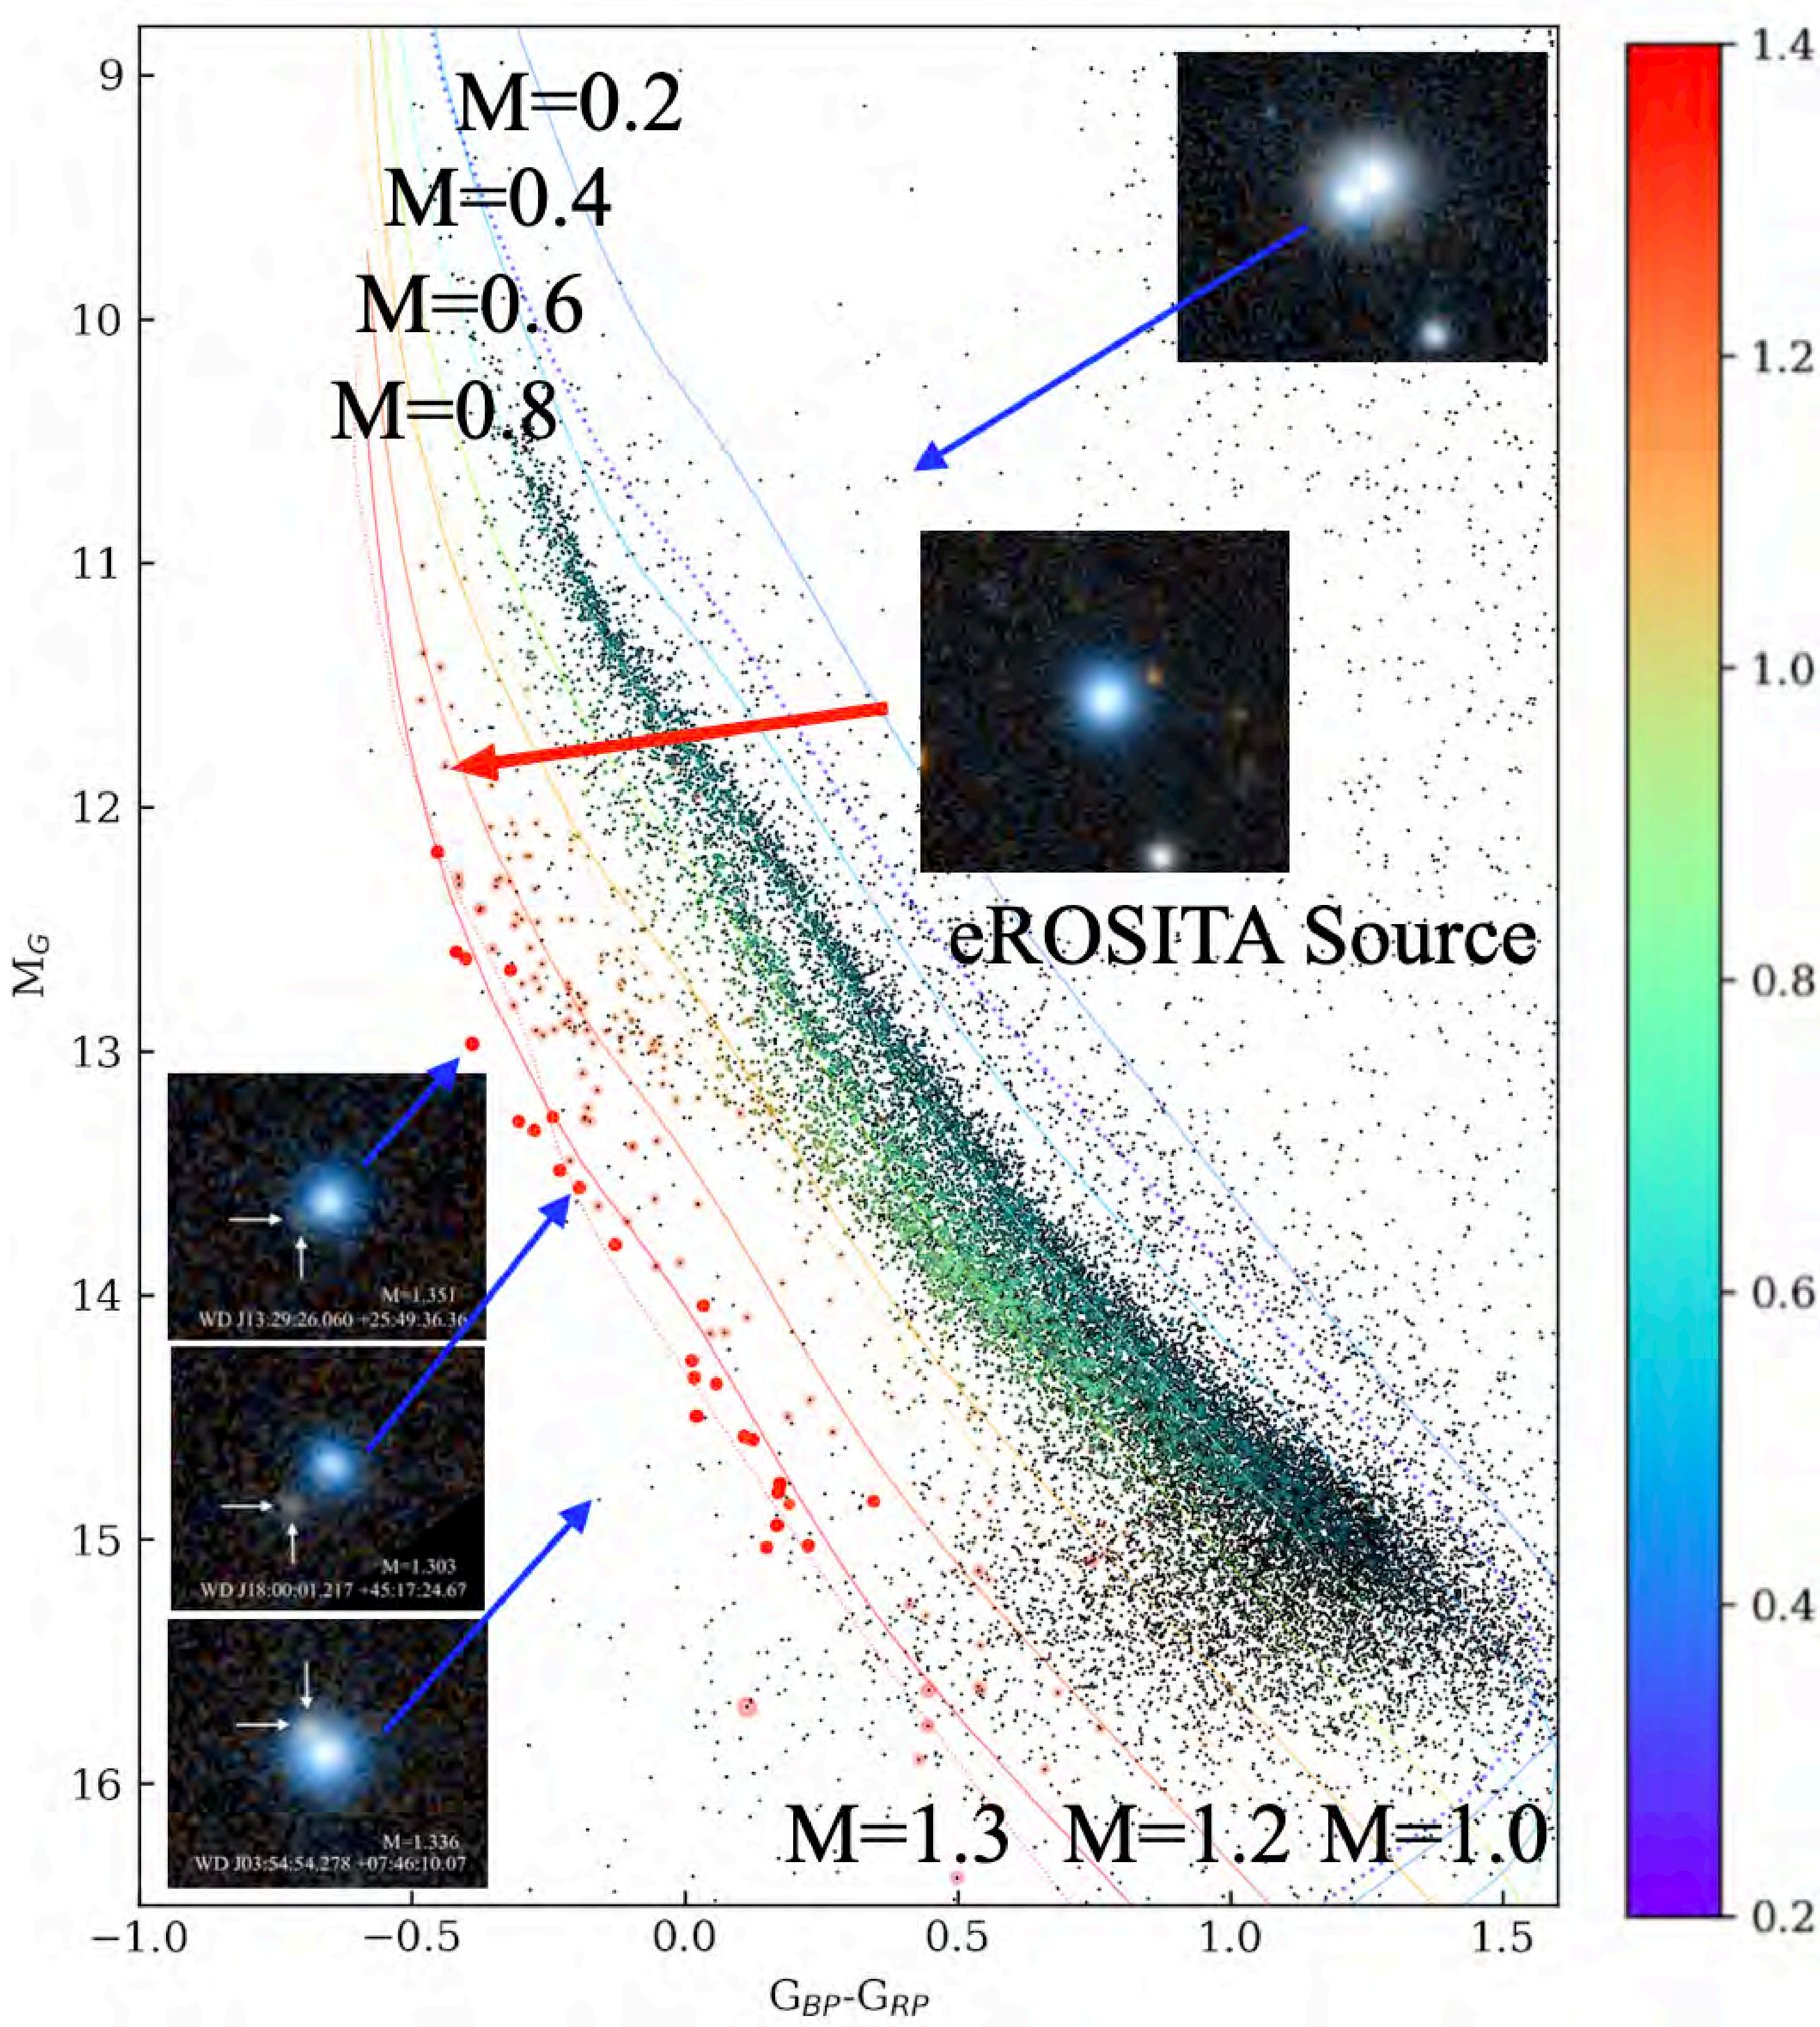 M=0.2
M=0.4
M=0.6
M=0.8
eROSITA Source
M=1.351
WD J13:29:26.060 +25:49:36.36
M=1.303
WD J18:00:01.217 +45:17:24.67
M=1.336
WD J03:54:54.278 +07:46:10.07
M=1.3 M=1.2 M=1.0
9
10
11
12
13
14
15
16
M_G
−1.0 −0.5 0.0 0.5 1.0 1.5
G_BP-G_RP
1.4
1.2
1.0
0.8
0.6
0.4
0.2